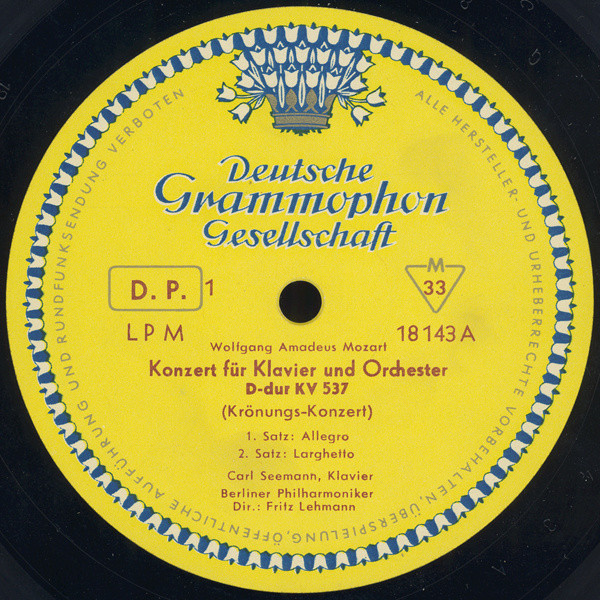 ALLE HERSTELLER- UND URHEBERRECHTE VORBEHALTEN, ÜBERSPIELUNG, ÖFFENTLICHE AUFFÜHRUNG UND RUNDFUNKSENDUNG VERBOTEN
Deutsche
Grammophon
Gesellschaft
D. P. 1
M
33
LPM
18143 A
Wolfgang Amadeus Mozart
Konzert für Klavier und Orchester
D-dur KV 537
(Krönungs-Konzert)
1. Satz: Allegro
2. Satz: Larghetto
Carl Seemann, Klavier
Berliner Philharmoniker
Dir.: Fritz Lehmann